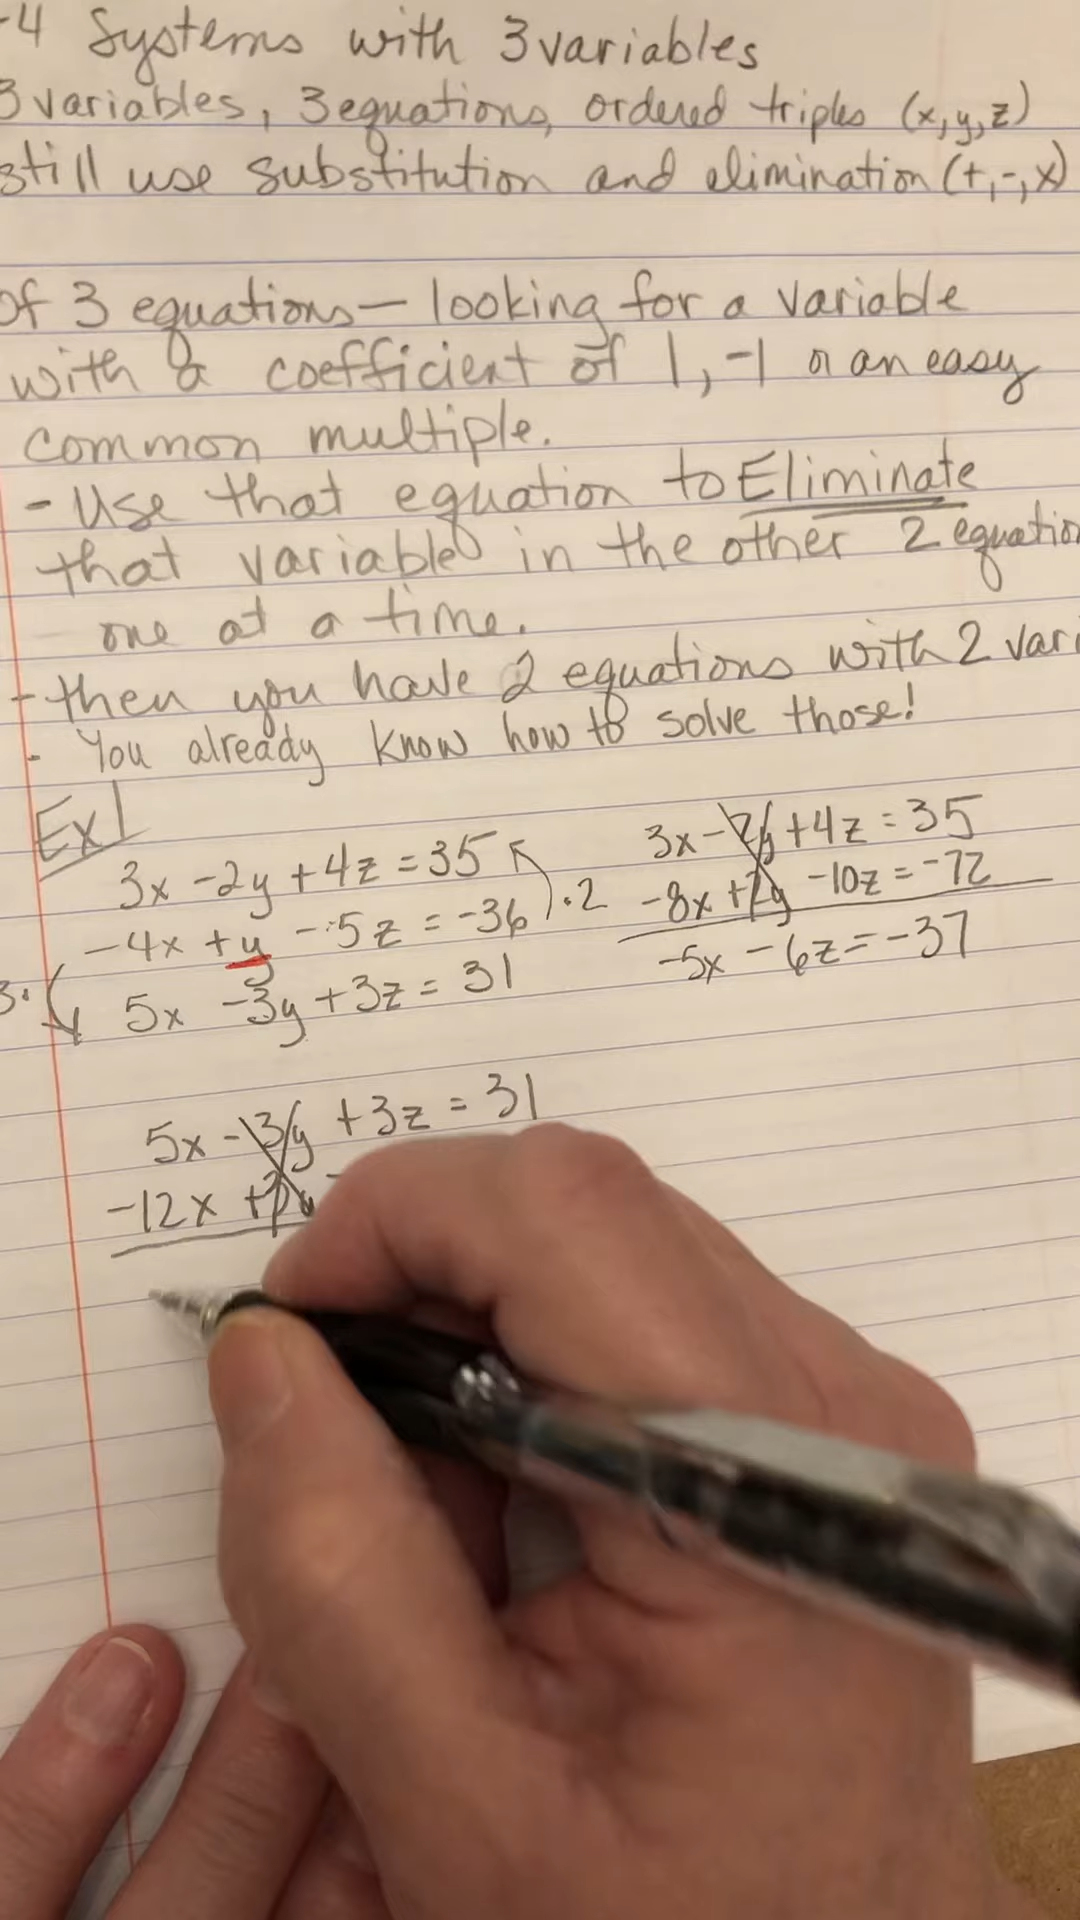 -4 Systems with 3 variables
3 variables, 3 equations, ordered triples (x,y,z)
still use substitution and elimination (+,-,x)
Of 3 equations— looking for a variable
with a coefficient of 1, -1 or an easy
common multiple.
- Use that equation to Eliminate
that variable in the other 2 equation
one at a time.
- then you have 2 equations with 2 vari
- You already know how to solve those!
Ex 1
3x -2y +4z = 35
-4x +y -5z = -36 ).2
3. 5x -3y +3z = 31
3x -2y +4z = 35
-8x +2y -10z = -72
-5x - 6z = -37
5x -3y +3z = 31
-12x +3y -